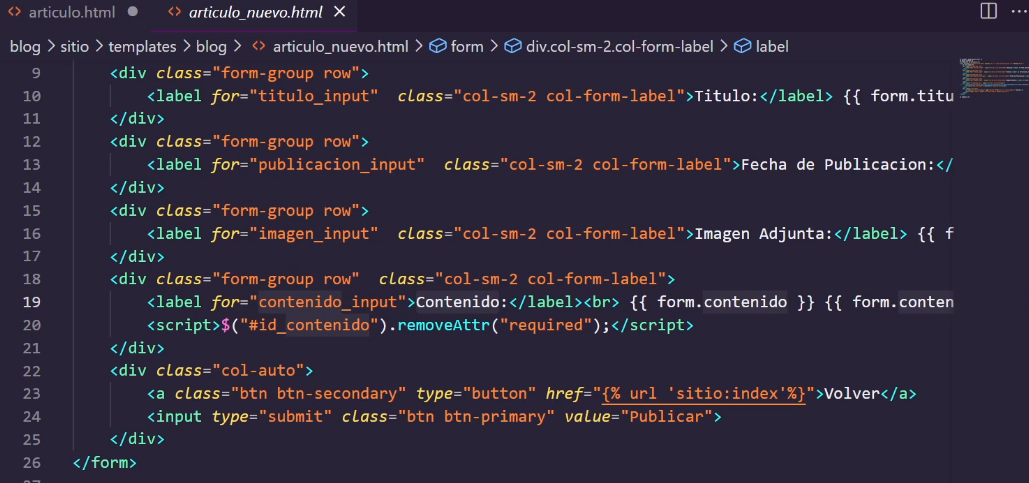 <> articulo.html ● <> articulo_nuevo.html ×
blog > sitio > templates > blog > <> articulo_nuevo.html > form > div.col-sm-2.col-form-label > label
9 <div class="form-group row">
10 <label for="titulo_input"  class="col-sm-2 col-form-label">Titulo:</label> {{ form.titu
11 </div>
12 <div class="form-group row">
13 <label for="publicacion_input"  class="col-sm-2 col-form-label">Fecha de Publicacion:</
14 </div>
15 <div class="form-group row">
16 <label for="imagen_input"  class="col-sm-2 col-form-label">Imagen Adjunta:</label> {{ f
17 </div>
18 <div class="form-group row"  class="col-sm-2 col-form-label">
19 <label for="contenido_input">Contenido:</label><br> {{ form.contenido }} {{ form.conten
20 <script>$("#id_contenido").removeAttr("required");</script>
21 </div>
22 <div class="col-auto">
23 <a class="btn btn-secondary" type="button" href="{% url 'sitio:index'%}">Volver</a>
24 <input type="submit" class="btn btn-primary" value="Publicar">
25 </div>
26 </form>